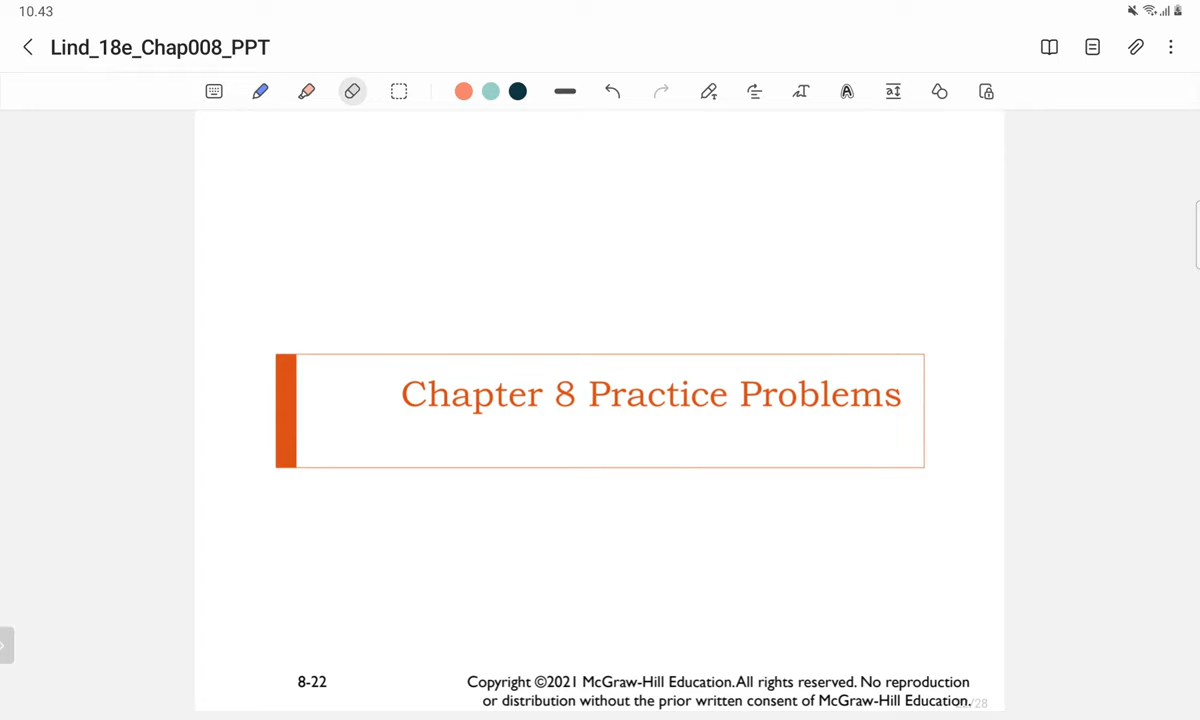 10.43
Lind_18e_Chap008_PPT
Chapter 8 Practice Problems
8-22
Copyright ©2021 McGraw-Hill Education. All rights reserved. No reproduction
or distribution without the prior written consent of McGraw-Hill Education.
/28